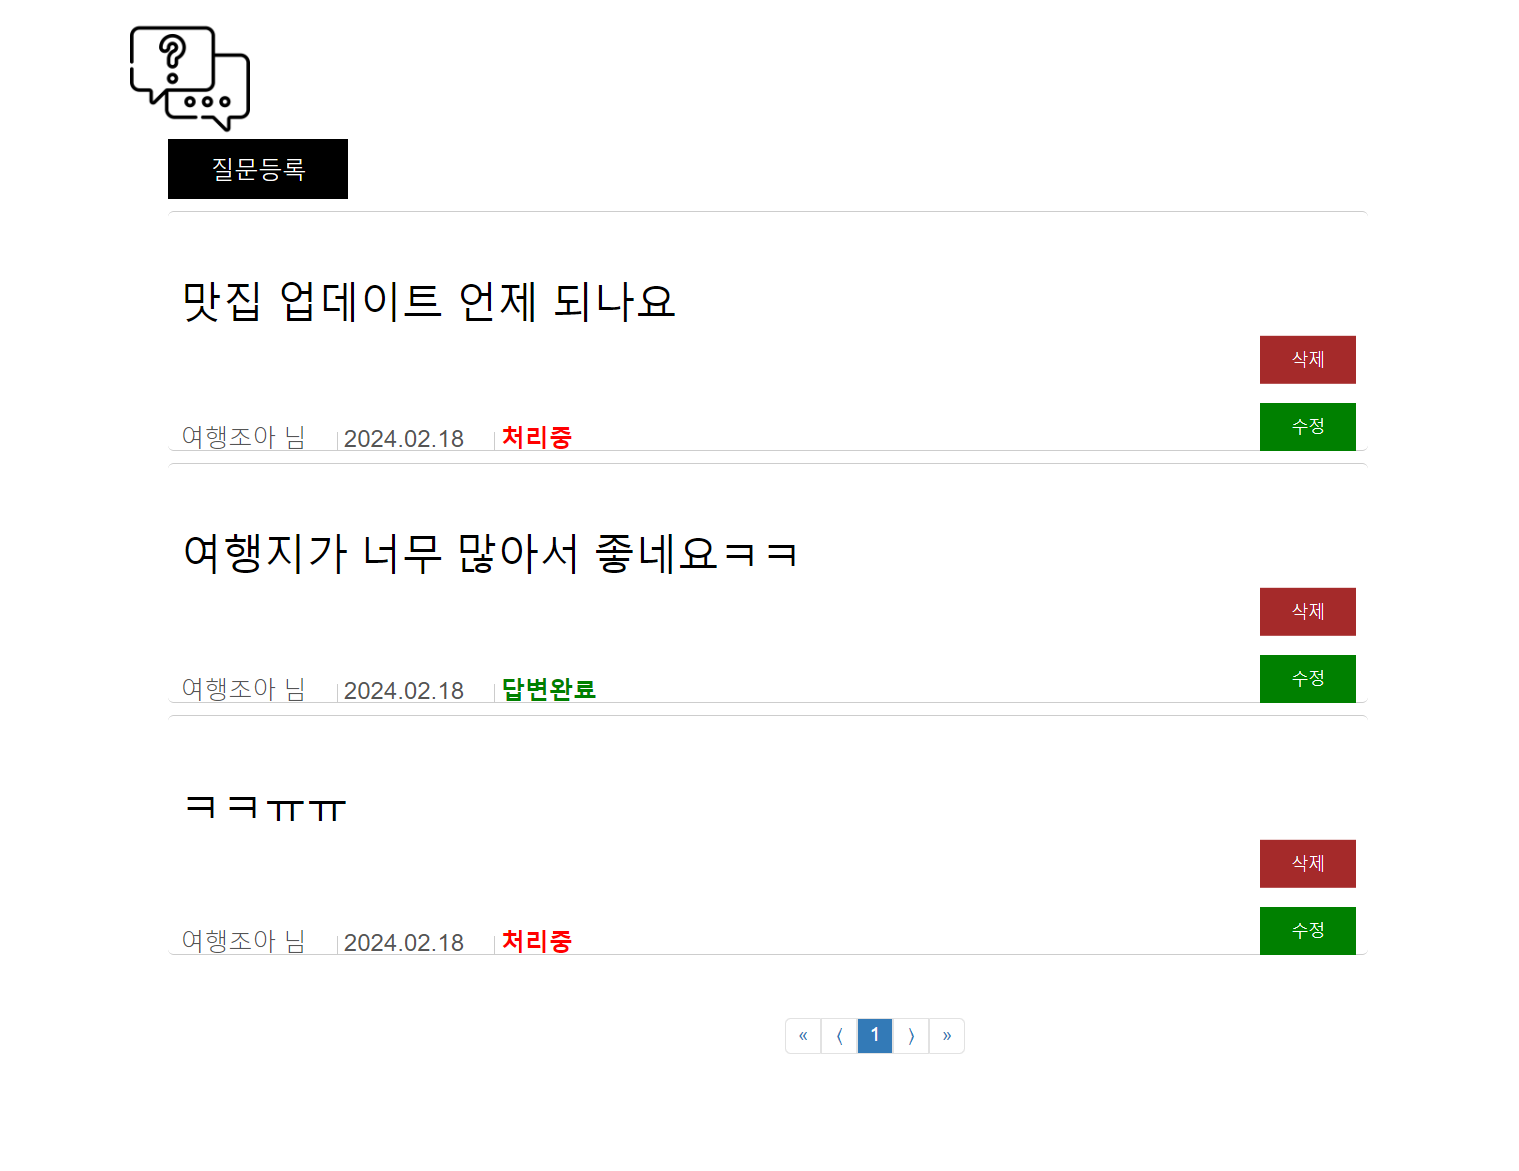 질문등록
맛집 업데이트 언제 되나요
삭제
여행조아 님 2024.02.18 처리중
수정
여행지가 너무 많아서 좋네요ㅋㅋ
삭제
여행조아 님 2024.02.18 답변완료
수정
ㅋㅋㅠㅠ
삭제
여행조아 님 2024.02.18 처리중
수정
« ⟨ 1 ⟩ »